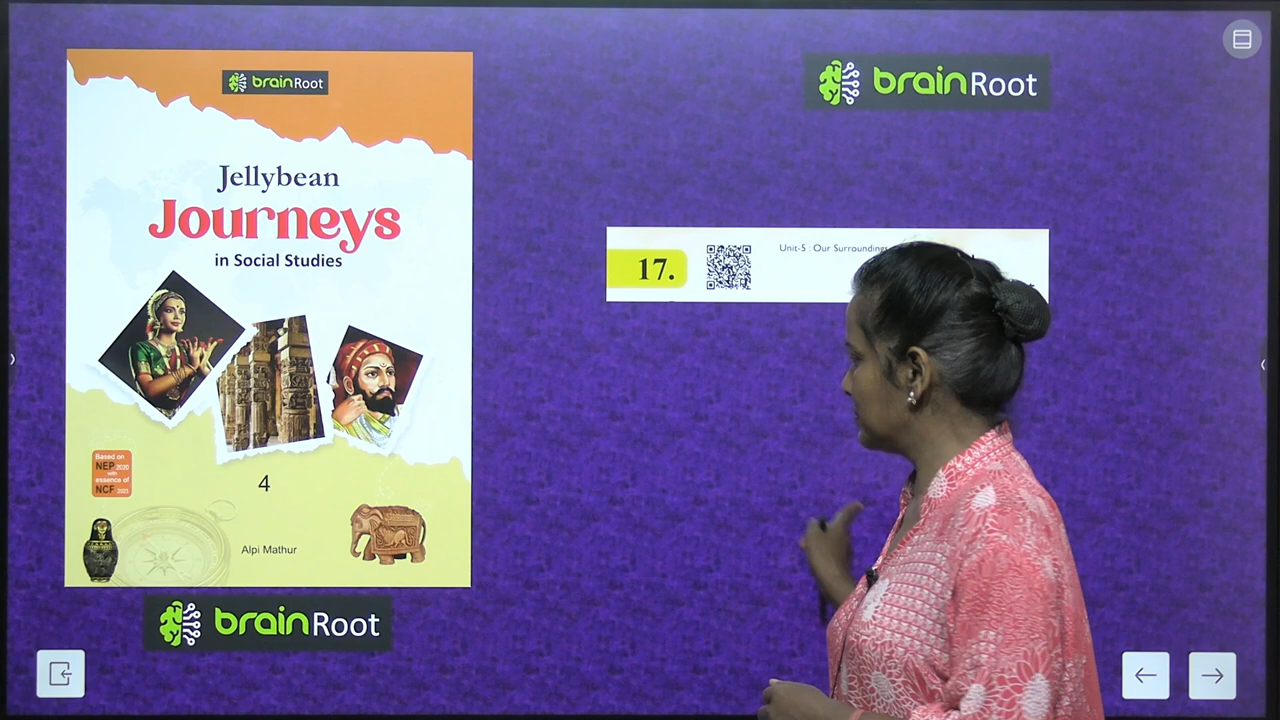 brainRoot
Jellybean
Journeys
in Social Studies
Based on
NEP 2020
with
essence of
NCF 2023
4
Alpi Mathur
brainRoot
brainRoot
17.
Unit-5 : Our Surroundings